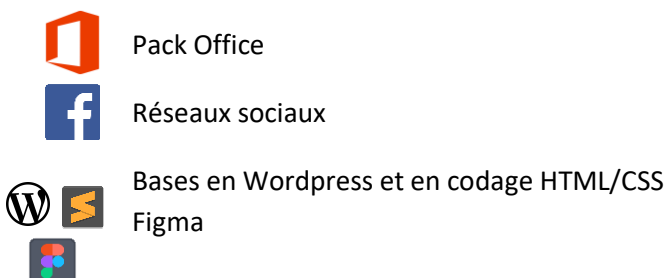 Pack Office
Réseaux sociaux
Bases en Wordpress et en codage HTML/CSS
Figma